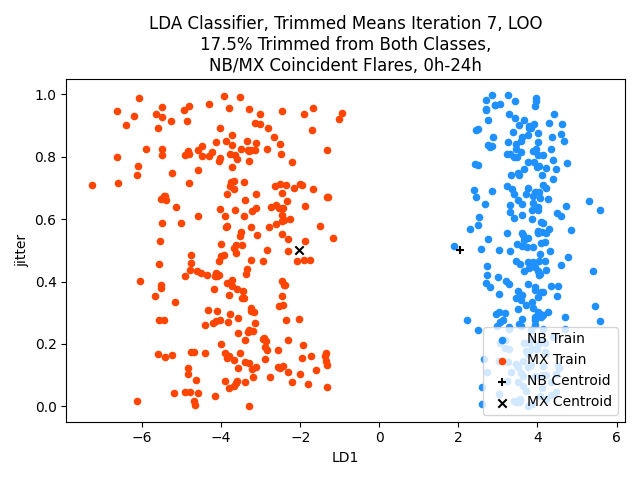 LDA Classifier, Trimmed Means Iteration 7, LOO
17.5% Trimmed from Both Classes,
NB/MX Coincident Flares, 0h-24h
1.0
0.8
0.6
0.4
0.2
0.0
jitter
NB Train
MX Train
NB Centroid
MX Centroid
−6
−4
−2
0
2
4
6
LD1